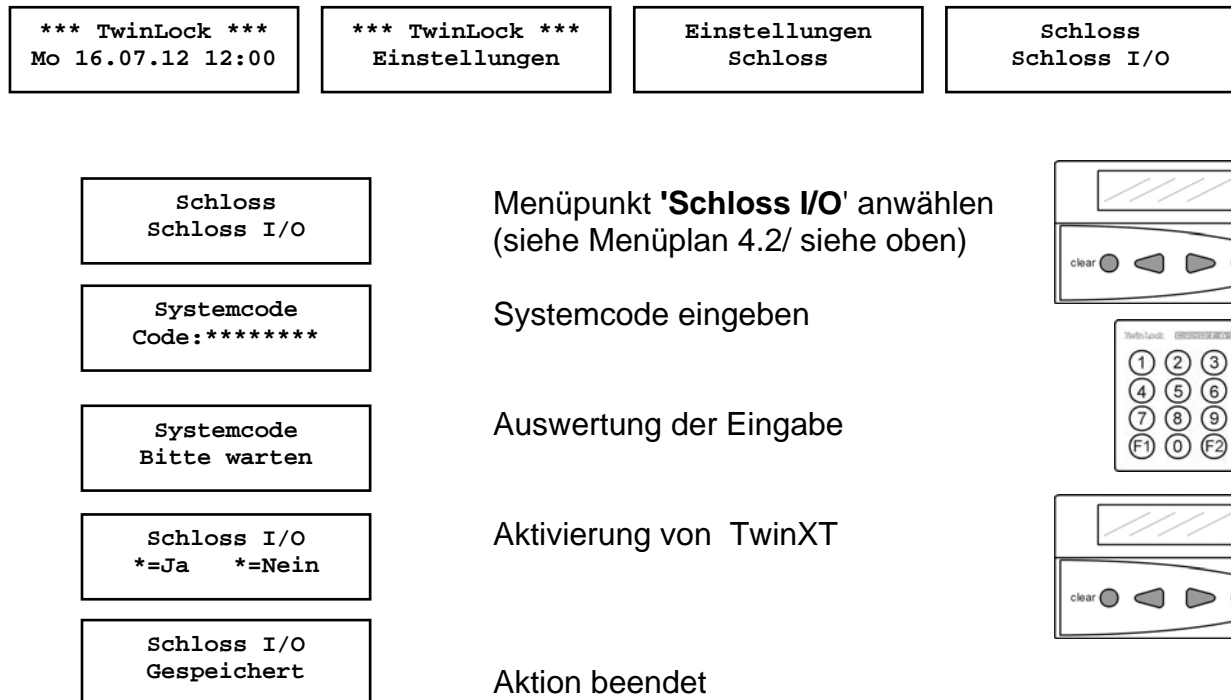 *** TwinLock ***
Mo 16.07.12 12:00
*** TwinLock ***
Einstellungen
Einstellungen
Schloss
Schloss
Schloss I/O
Schloss
Schloss I/O
Menüpunkt 'Schloss I/O' anwählen
(siehe Menüplan 4.2/ siehe oben)
clear
Systemcode
Code:********
Systemcode eingeben
TwinLock
1 2 3
4 5 6
7 8 9
F1 0 F2
Systemcode
Bitte warten
Auswertung der Eingabe
Schloss I/O
*=Ja *=Nein
Aktivierung von TwinXT
clear
Schloss I/O
Gespeichert
Aktion beendet